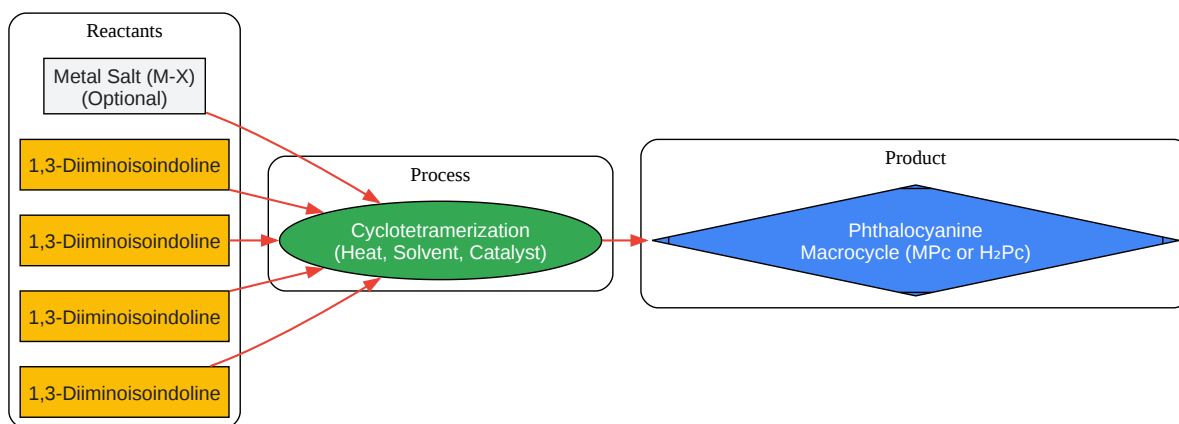 Reactants
Metal Salt (M-X)
(Optional)
1,3-Diiminoisoindoline
1,3-Diiminoisoindoline
1,3-Diiminoisoindoline
1,3-Diiminoisoindoline
Process
Cyclotetramerization
(Heat, Solvent, Catalyst)
Product
Phthalocyanine
Macrocycle (MPc or H₂Pc)